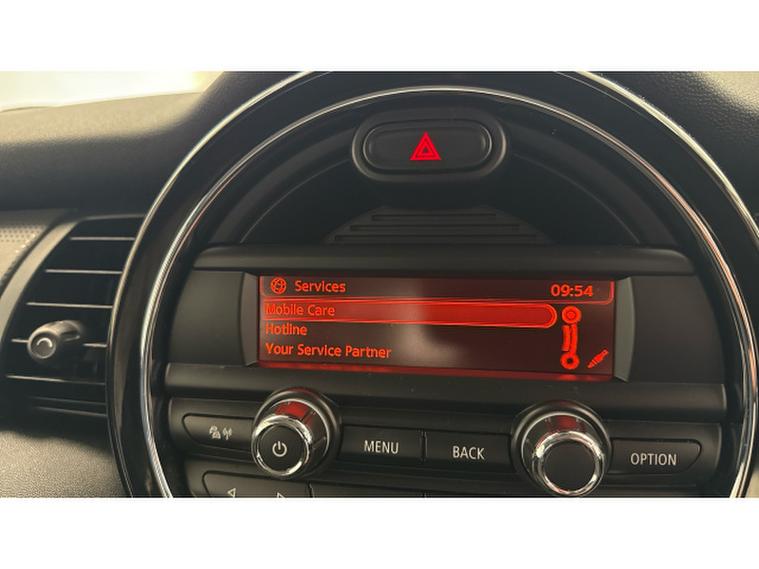 Services 09:54
Mobile Care
Hotline
Your Service Partner
MENU BACK OPTION